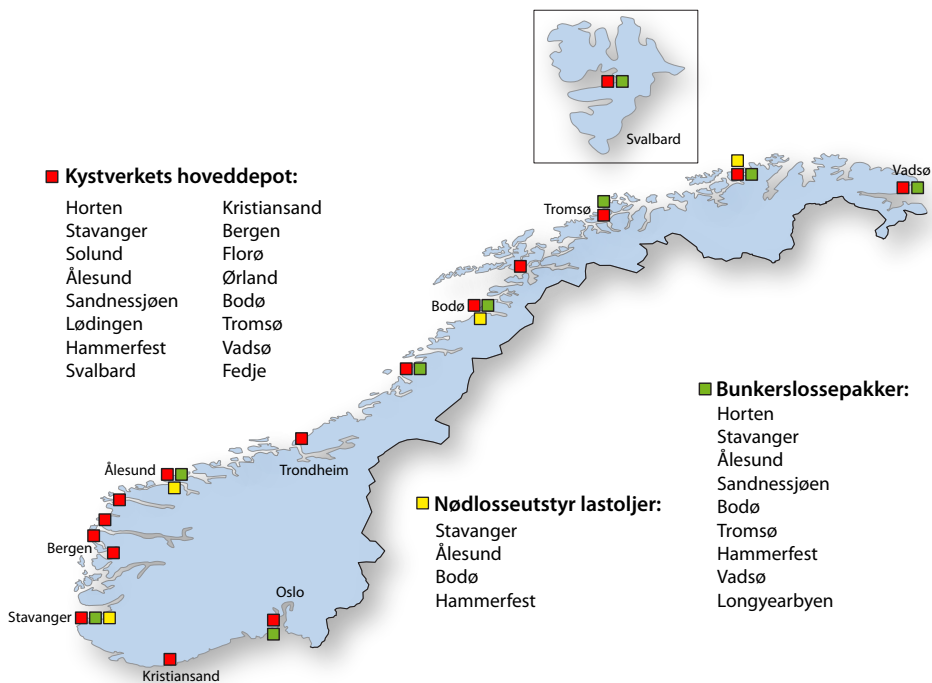 Svalbard
Kystverkets hoveddepot:
Horten Kristiansand
Stavanger Bergen
Solund Florø
Ålesund Ørland
Sandnessjøen Bodø
Lødingen Tromsø
Hammerfest Vadsø
Svalbard Fedje
Vadsø
Tromsø
Bodø
Trondheim
Ålesund
Bergen
Stavanger
Oslo
Kristiansand
Nødlosseutstyr lastoljer:
Stavanger
Ålesund
Bodø
Hammerfest
Bunkerslossepakker:
Horten
Stavanger
Ålesund
Sandnessjøen
Bodø
Tromsø
Hammerfest
Vadsø
Longyearbyen